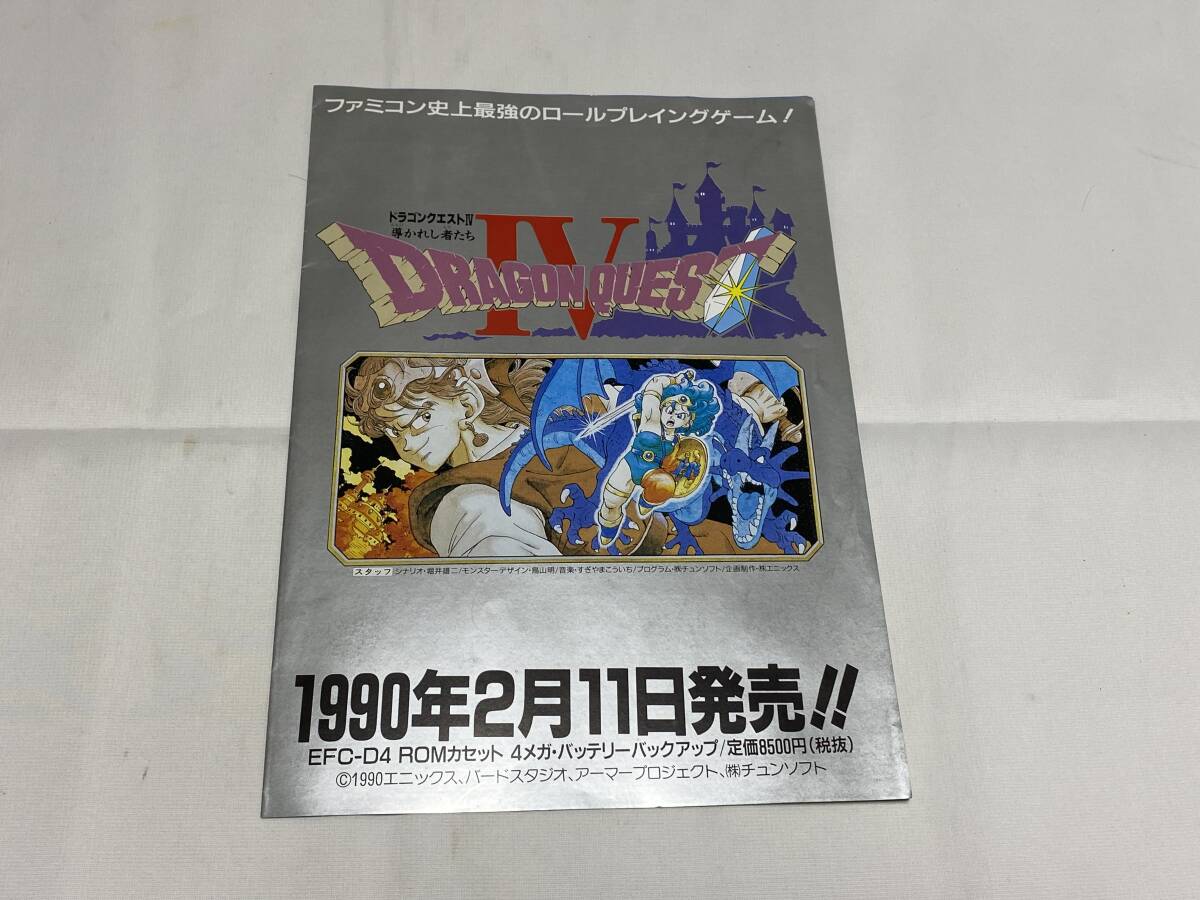 ファミコン史上最強のロールプレイングゲーム!
ドラゴンクエストIV
導かれし者たち
DRAGON QUEST
IV
スタッフ シナリオ・堀井雄二/モンスターデザイン・鳥山明/音楽・すぎやまこういち/プログラム・㈱チュンソフト/企画制作・㈱エニックス
1990年2月11日発売!!
EFC-D4 ROMカセット 4メガ・バッテリーバックアップ/定価8500円(税抜)
©1990エニックス、バードスタジオ、アーマープロジェクト、㈱チュンソフト